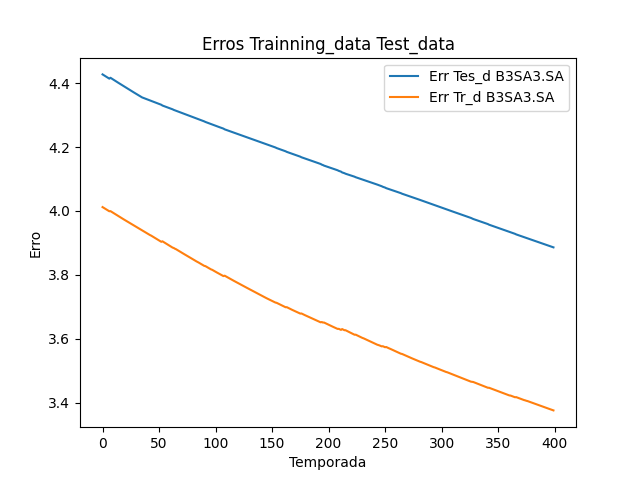 Erros Trainning_data Test_data
Err Tes_d B3SA3.SA
Err Tr_d B3SA3.SA
Erro
4.4
4.2
4.0
3.8
3.6
3.4
0 50 100 150 200 250 300 350 400
Temporada